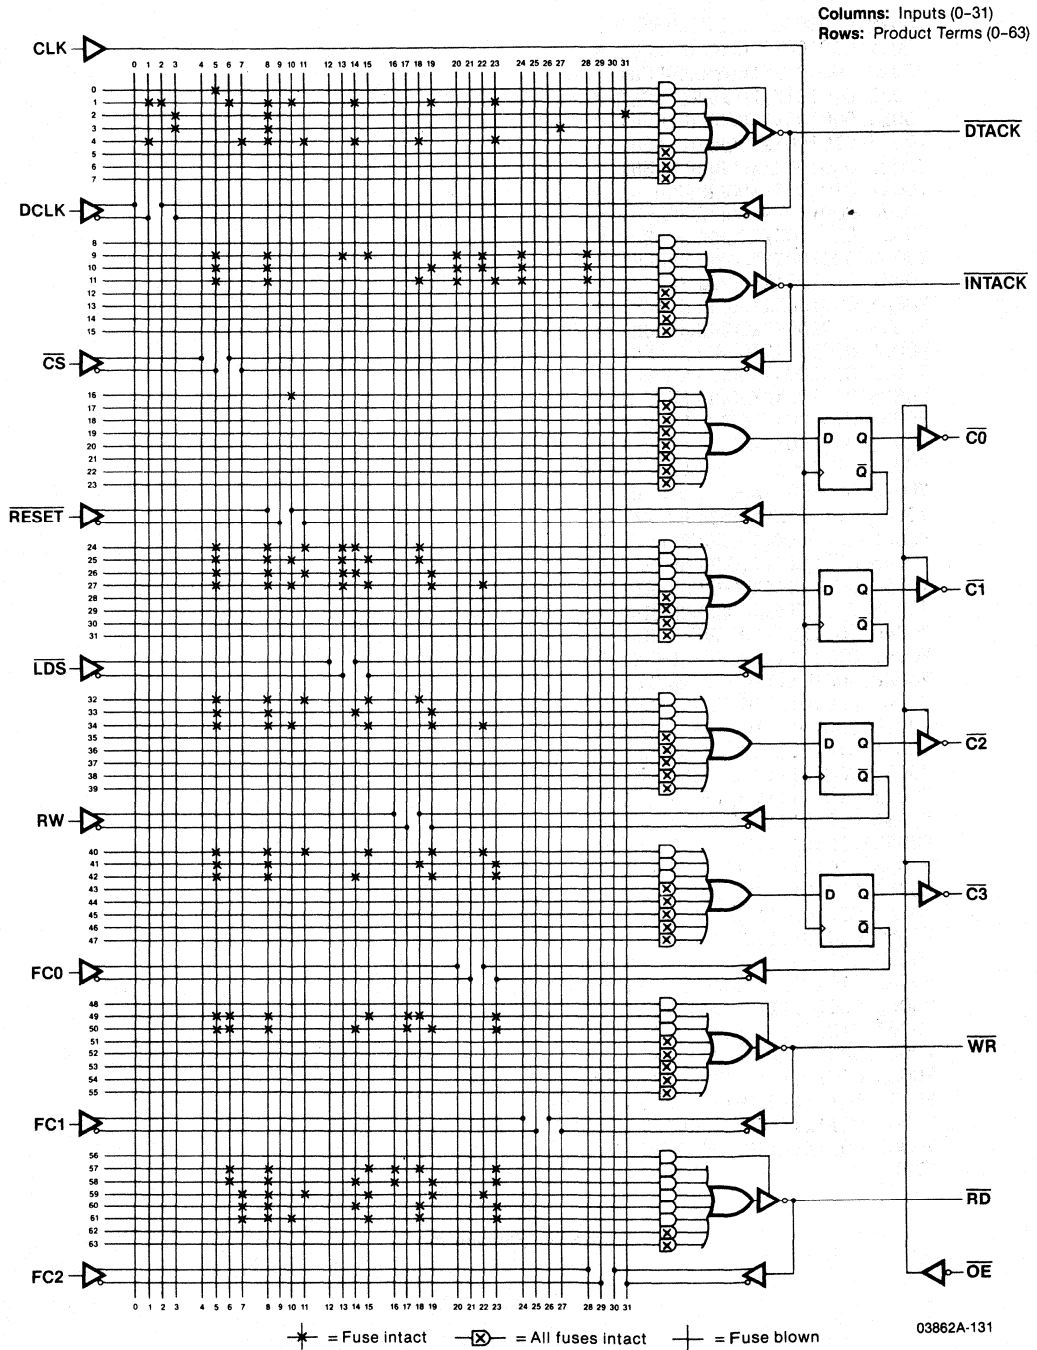 Columns: Inputs (0–31)
Rows: Product Terms (0–63)
CLK
0 1 2 3 4 5 6 7 8 9 10 11 12 13 14 15 16 17 18 19 20 21 22 23 24 25 26 27 28 29 30 31
0
1
2
3
4
5
6
7
DTACK
DCLK
8
9
10
11
12
13
14
15
INTACK
CS
16
17
18
19
20
21
22
23
D Q
Q
C0
RESET
24
25
26
27
28
29
30
31
D Q
Q
C1
LDS
32
33
34
35
36
37
38
39
D Q
Q
C2
RW
40
41
42
43
44
45
46
47
D Q
Q
C3
FC0
48
49
50
51
52
53
54
55
WR
FC1
56
57
58
59
60
61
62
63
RD
FC2
OE
0 1 2 3 4 5 6 7 8 9 10 11 12 13 14 15 16 17 18 19 20 21 22 23 24 25 26 27 28 29 30 31
= Fuse intact
= All fuses intact
= Fuse blown
03862A-131